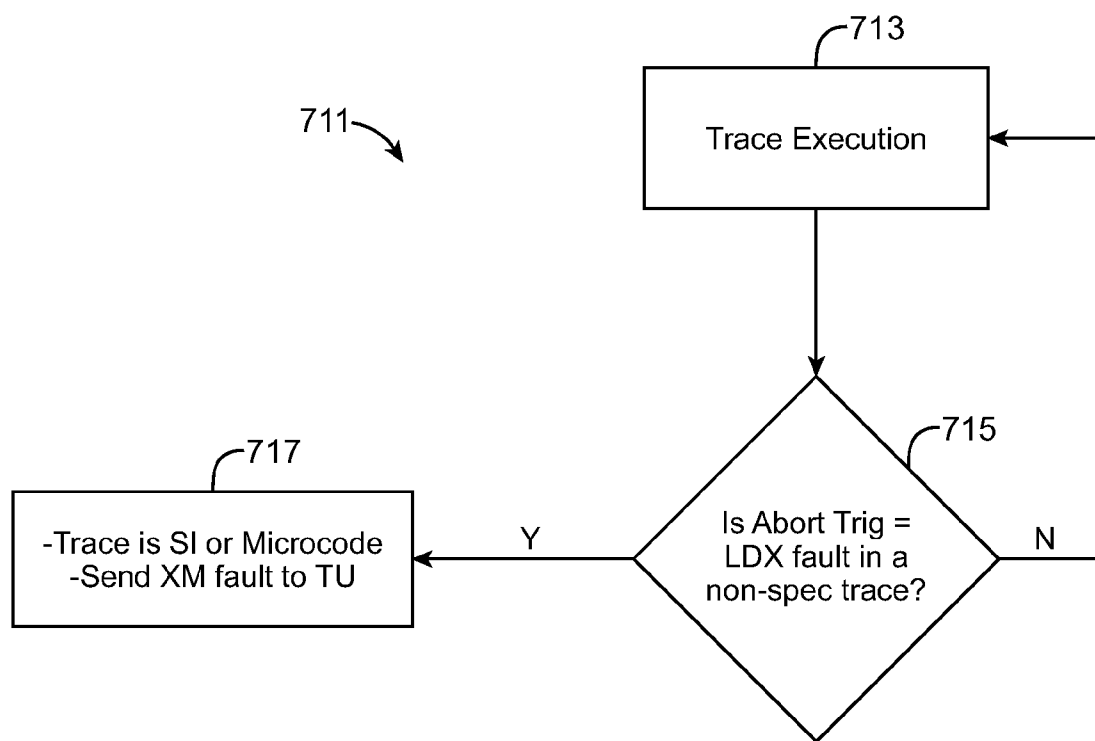 713
711
Trace Execution
715
717
-Trace is SI or Microcode
-Send XM fault to TU
Y
Is Abort Trig =
LDX fault in a
non-spec trace?
N